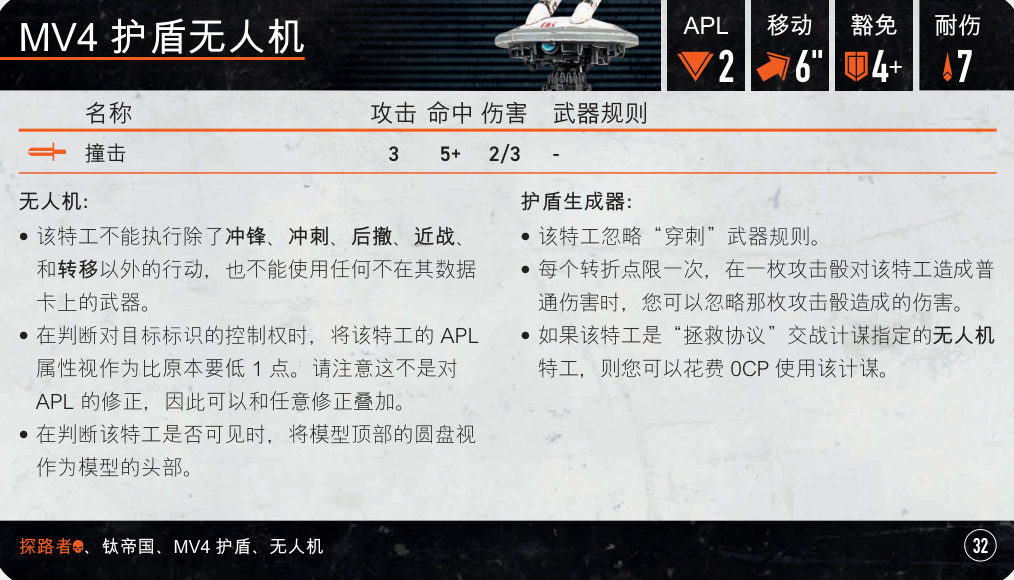 MV4 护盾无人机
APL 移动 豁免 耐伤
2 6" 4+ 7
名称 攻击 命中 伤害 武器规则
撞击 3 5+ 2/3 -
无人机:
• 该特工不能执行除了冲锋、冲刺、后撤、近战、
和转移以外的行动，也不能使用任何不在其数据
卡上的武器。
• 在判断对目标标识的控制权时，将该特工的 APL
属性视作为比原本要低 1 点。请注意这不是对
APL 的修正，因此可以和任意修正叠加。
• 在判断该特工是否可见时，将模型顶部的圆盘视
作为模型的头部。
护盾生成器:
• 该特工忽略“穿刺”武器规则。
• 每个转折点限一次，在一枚攻击骰对该特工造成普
通伤害时，您可以忽略那枚攻击骰造成的伤害。
• 如果该特工是“拯救协议”交战计谋指定的无人机
特工，则您可以花费 0CP 使用该计谋。
探路者、钛帝国、MV4 护盾、无人机
32